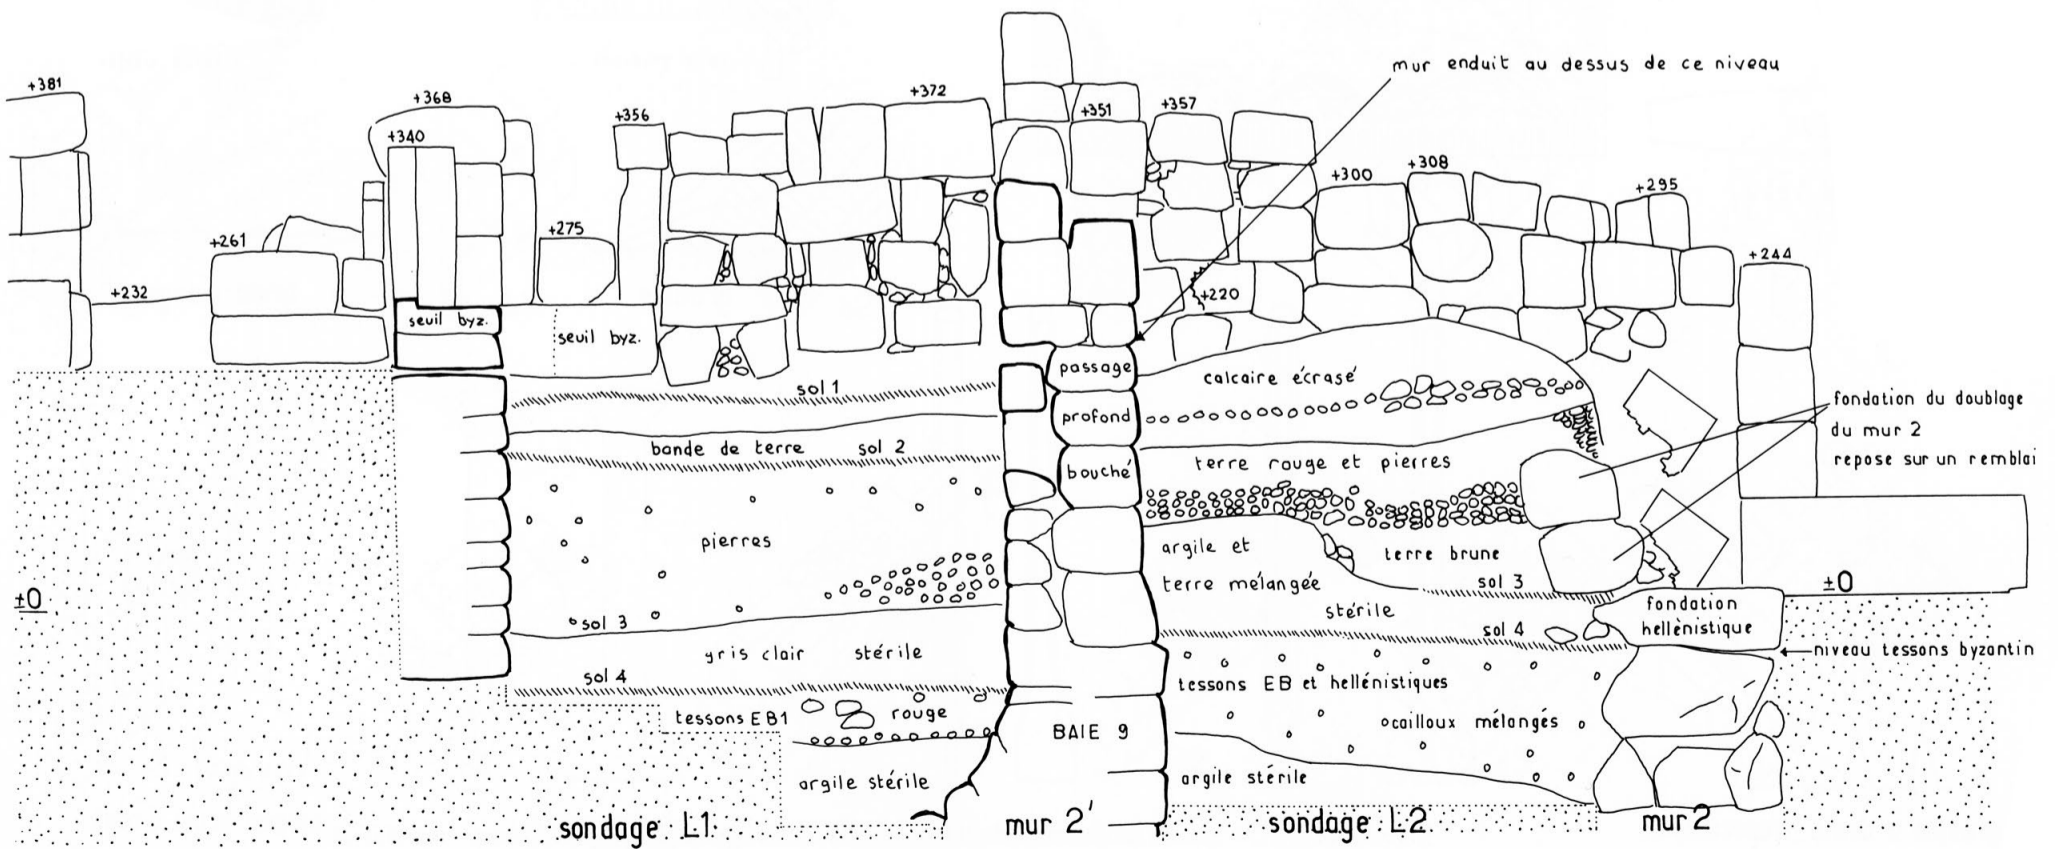 mur enduit au dessus de ce niveau
+381
+368
+340
+356
+372
+351
+357
+300
+308
+295
+261
+275
+232
+220
+244
seuil byz.
seuil byz.
passage
profond
bouché
sol 1
bande de terre sol 2
pierres
sol 3
gris clair stérile
sol 4
tessons EB1 rouge
argile stérile
calcaire écrasé
terre rouge et pierres
argile et
terre mélangée
terre brune
sol 3
stérile
sol 4
tessons EB et hellénistiques
cailloux mélangés
argile stérile
fondation du doublage
du mur 2
repose sur un remblai
±0
±0
fondation
hellènistique
niveau tessons byzantin
BAIE 9
sondage L1
mur 2'
sondage L2
mur 2